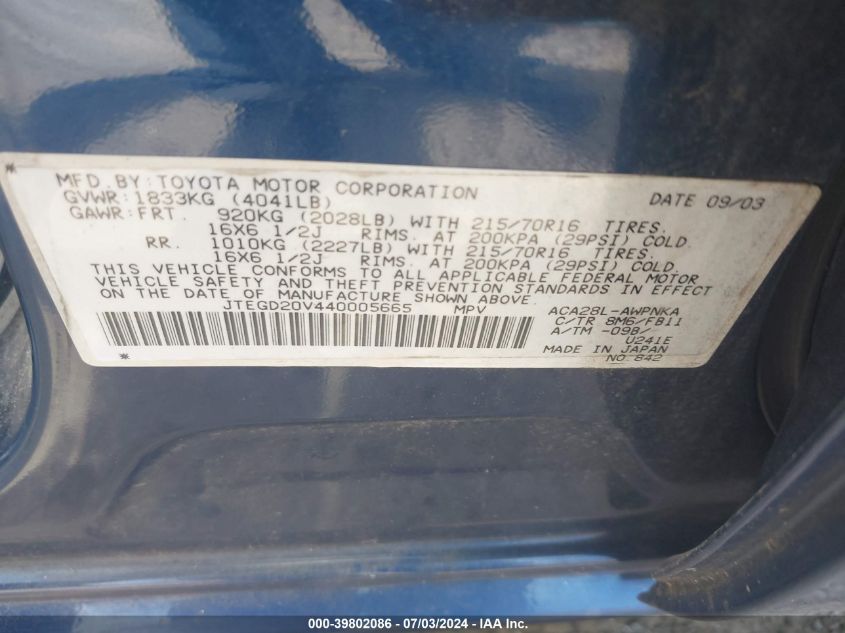 MFD. BY: TOYOTA MOTOR CORPORATION DATE 09/03
GVWR: 1833KG (4041LB)
GAWR: FRT. 920KG (2028LB) WITH 215/70R16 TIRES.
16X6 1/2J RIMS. AT 200KPA (29PSI) COLD.
RR. 1010KG (2227LB) WITH 215/70R16 TIRES.
16X6 1/2J RIMS. AT 200KPA (29PSI) COLD.
THIS VEHICLE CONFORMS TO ALL APPLICABLE FEDERAL MOTOR
VEHICLE SAFETY AND THEFT PREVENTION STANDARDS IN EFFECT
ON THE DATE OF MANUFACTURE SHOWN ABOVE.
JTEGD20V440005665 MPV
ACA28L-AWPNKA
C/TR 8M6/FB11
A/TM -09B/
U241E
MADE IN JAPAN
NO. 842
000-39802086 - 07/03/2024 - IAA Inc.